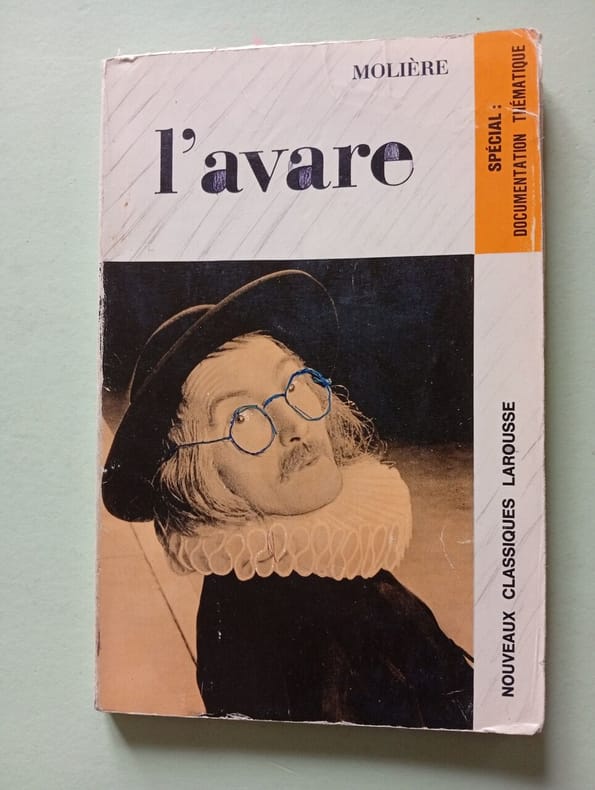 MOLIÈRE
l'avare
SPÉCIAL :
DOCUMENTATION THÉMATIQUE
NOUVEAUX CLASSIQUES LAROUSSE